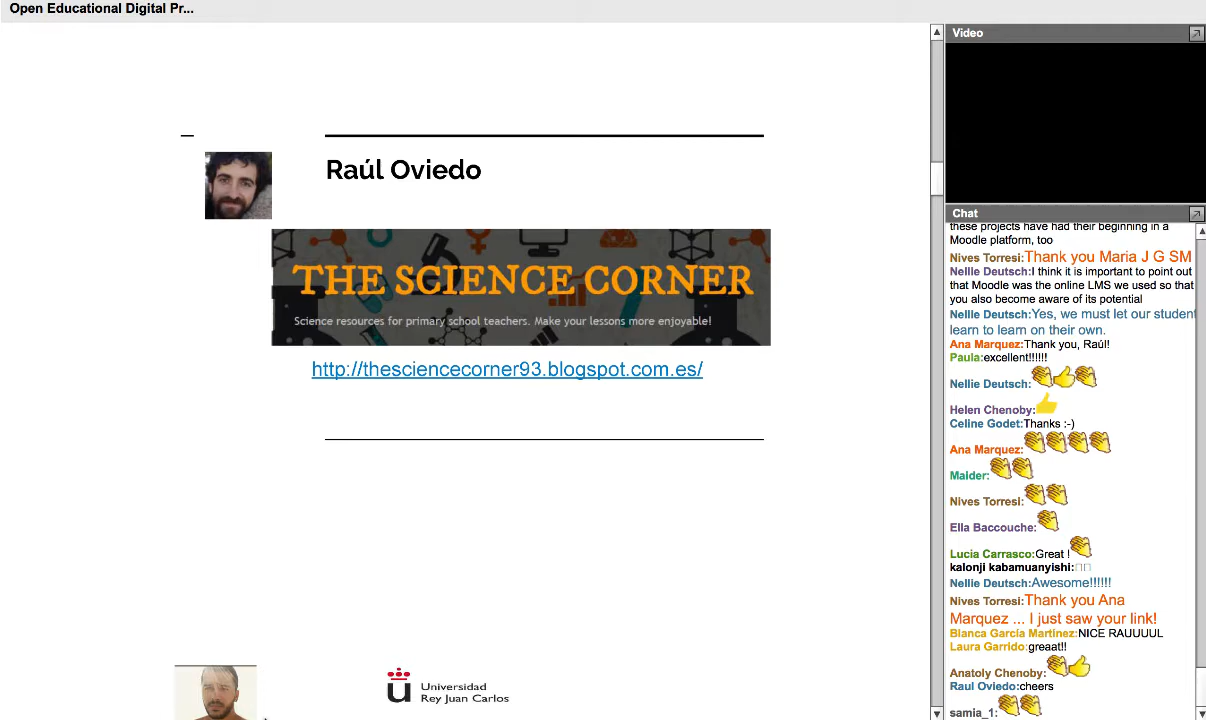 Open Educational Digital Pr...
Raúl Oviedo
THE SCIENCE CORNER
Science resources for primary school teachers. Make your lessons more enjoyable!
http://thesciencecorner93.blogspot.com.es/
u
Universidad
Rey Juan Carlos
Video
Chat
these projects have had their beginning in a
Moodle platform, too
Nives Torresi:Thank you Maria J G SM
Nellie Deutsch:I think it is important to point out
that Moodle was the online LMS we used so that
you also become aware of its potential
Nellie Deutsch:Yes, we must let our student
learn to learn on their own.
Ana Marquez:Thank you, Raúl!
Paula:excellent!!!!!!
Nellie Deutsch:
Helen Chenoby:
Celine Godet:Thanks :-)
Ana Marquez:
Maider:
Nives Torresi:
Ella Baccouche:
Lucia Carrasco:Great !
kalonji kabamuanyishi:
Nellie Deutsch:Awesome!!!!!!
Nives Torresi:Thank you Ana
Marquez ... I just saw your link!
Blanca García Martínez:NICE RAUUUUL
Laura Garrido:greaat!!
Anatoly Chenoby:
Raul Oviedo:cheers
samia_1: